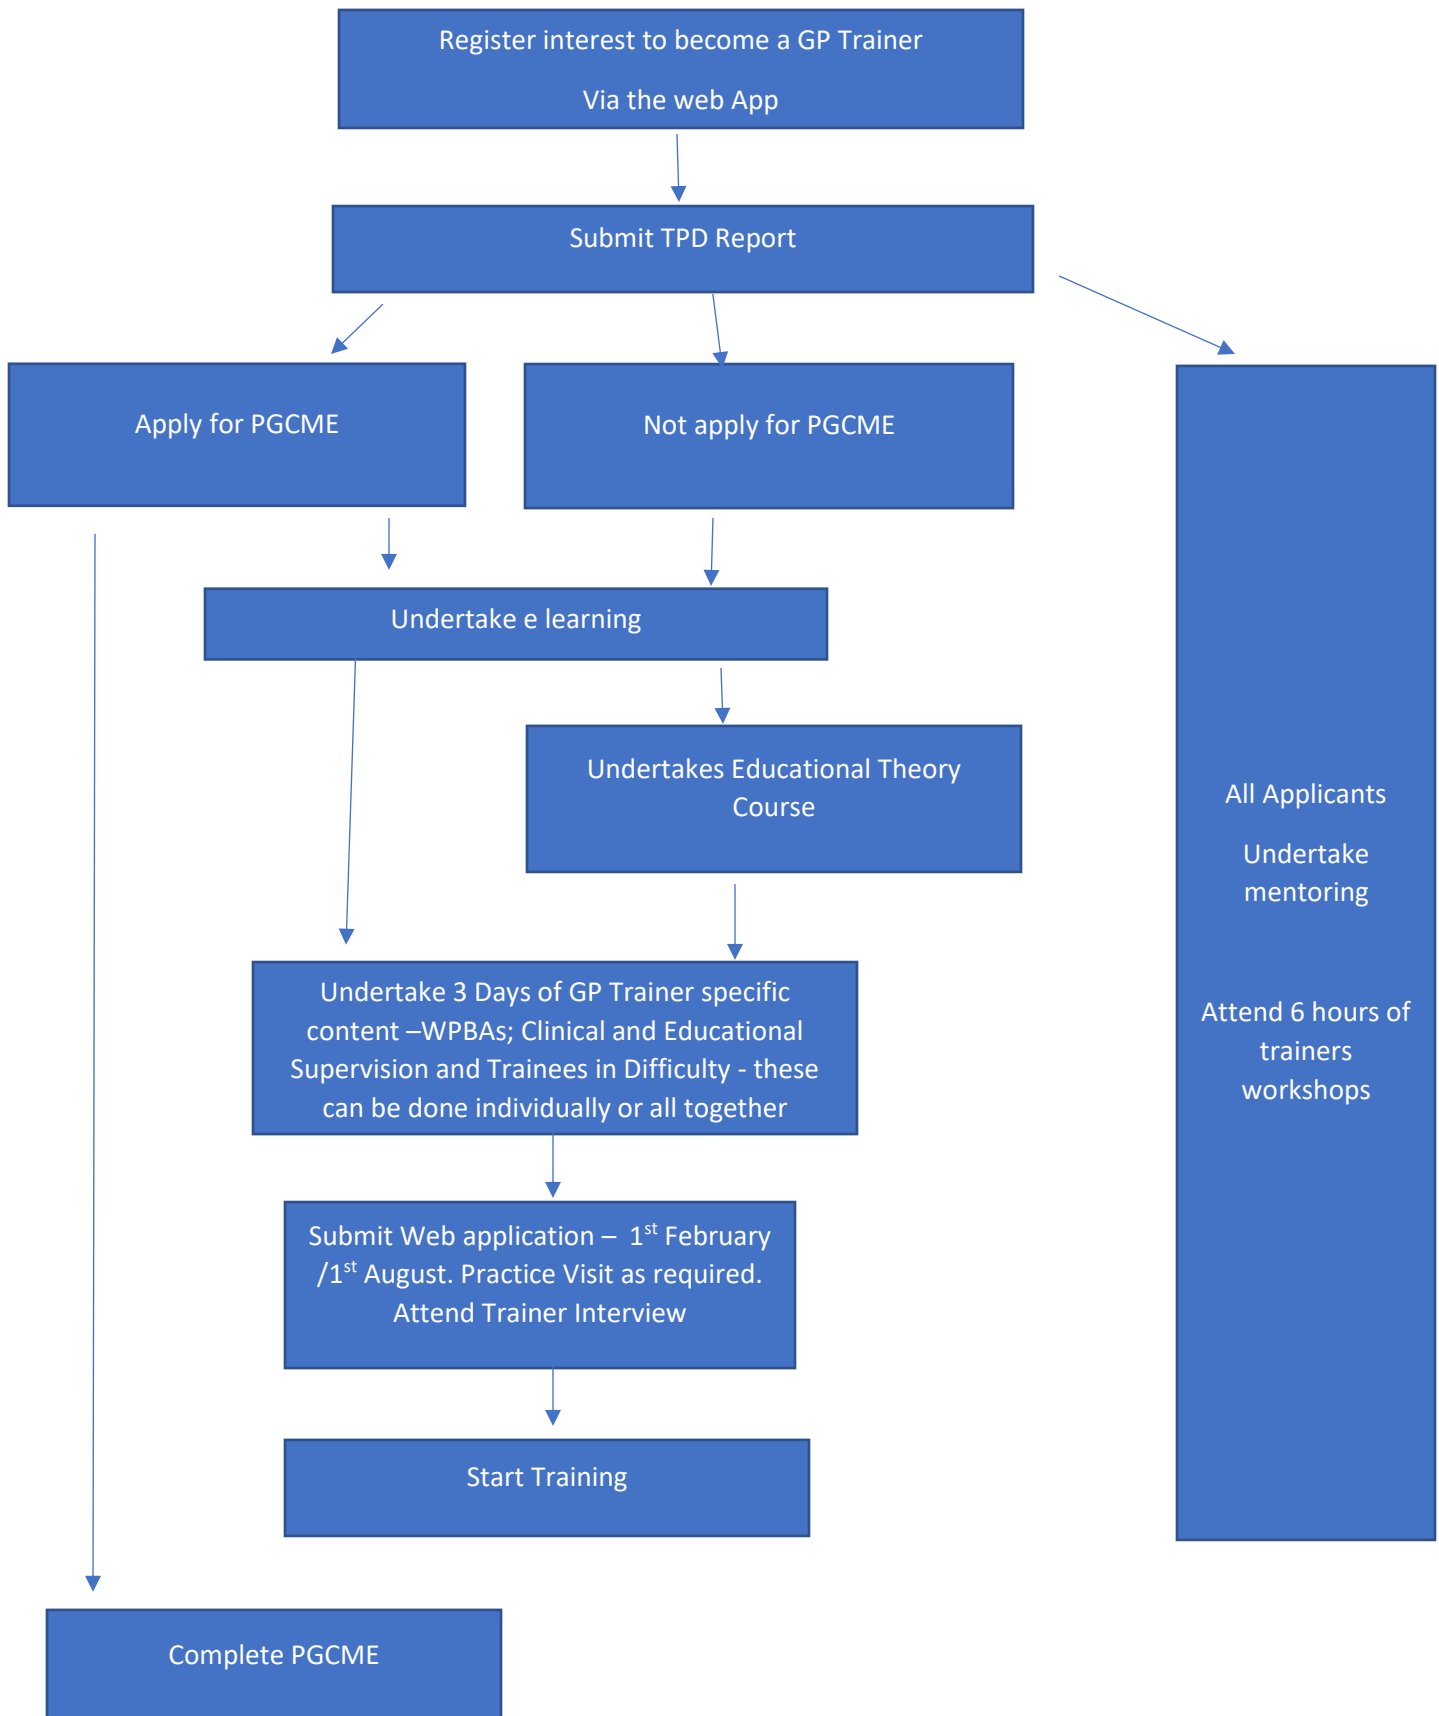 Register interest to become a GP Trainer
Via the web App
Submit TPD Report
Apply for PGCME
Not apply for PGCME
Undertake e learning
Undertakes Educational Theory
Course
All Applicants
Undertake
mentoring
Attend 6 hours of
trainers
workshops
Undertake 3 Days of GP Trainer specific
content –WPBAs; Clinical and Educational
Supervision and Trainees in Difficulty - these
can be done individually or all together
Submit Web application – 1st February
/1st August. Practice Visit as required.
Attend Trainer Interview
Start Training
Complete PGCME